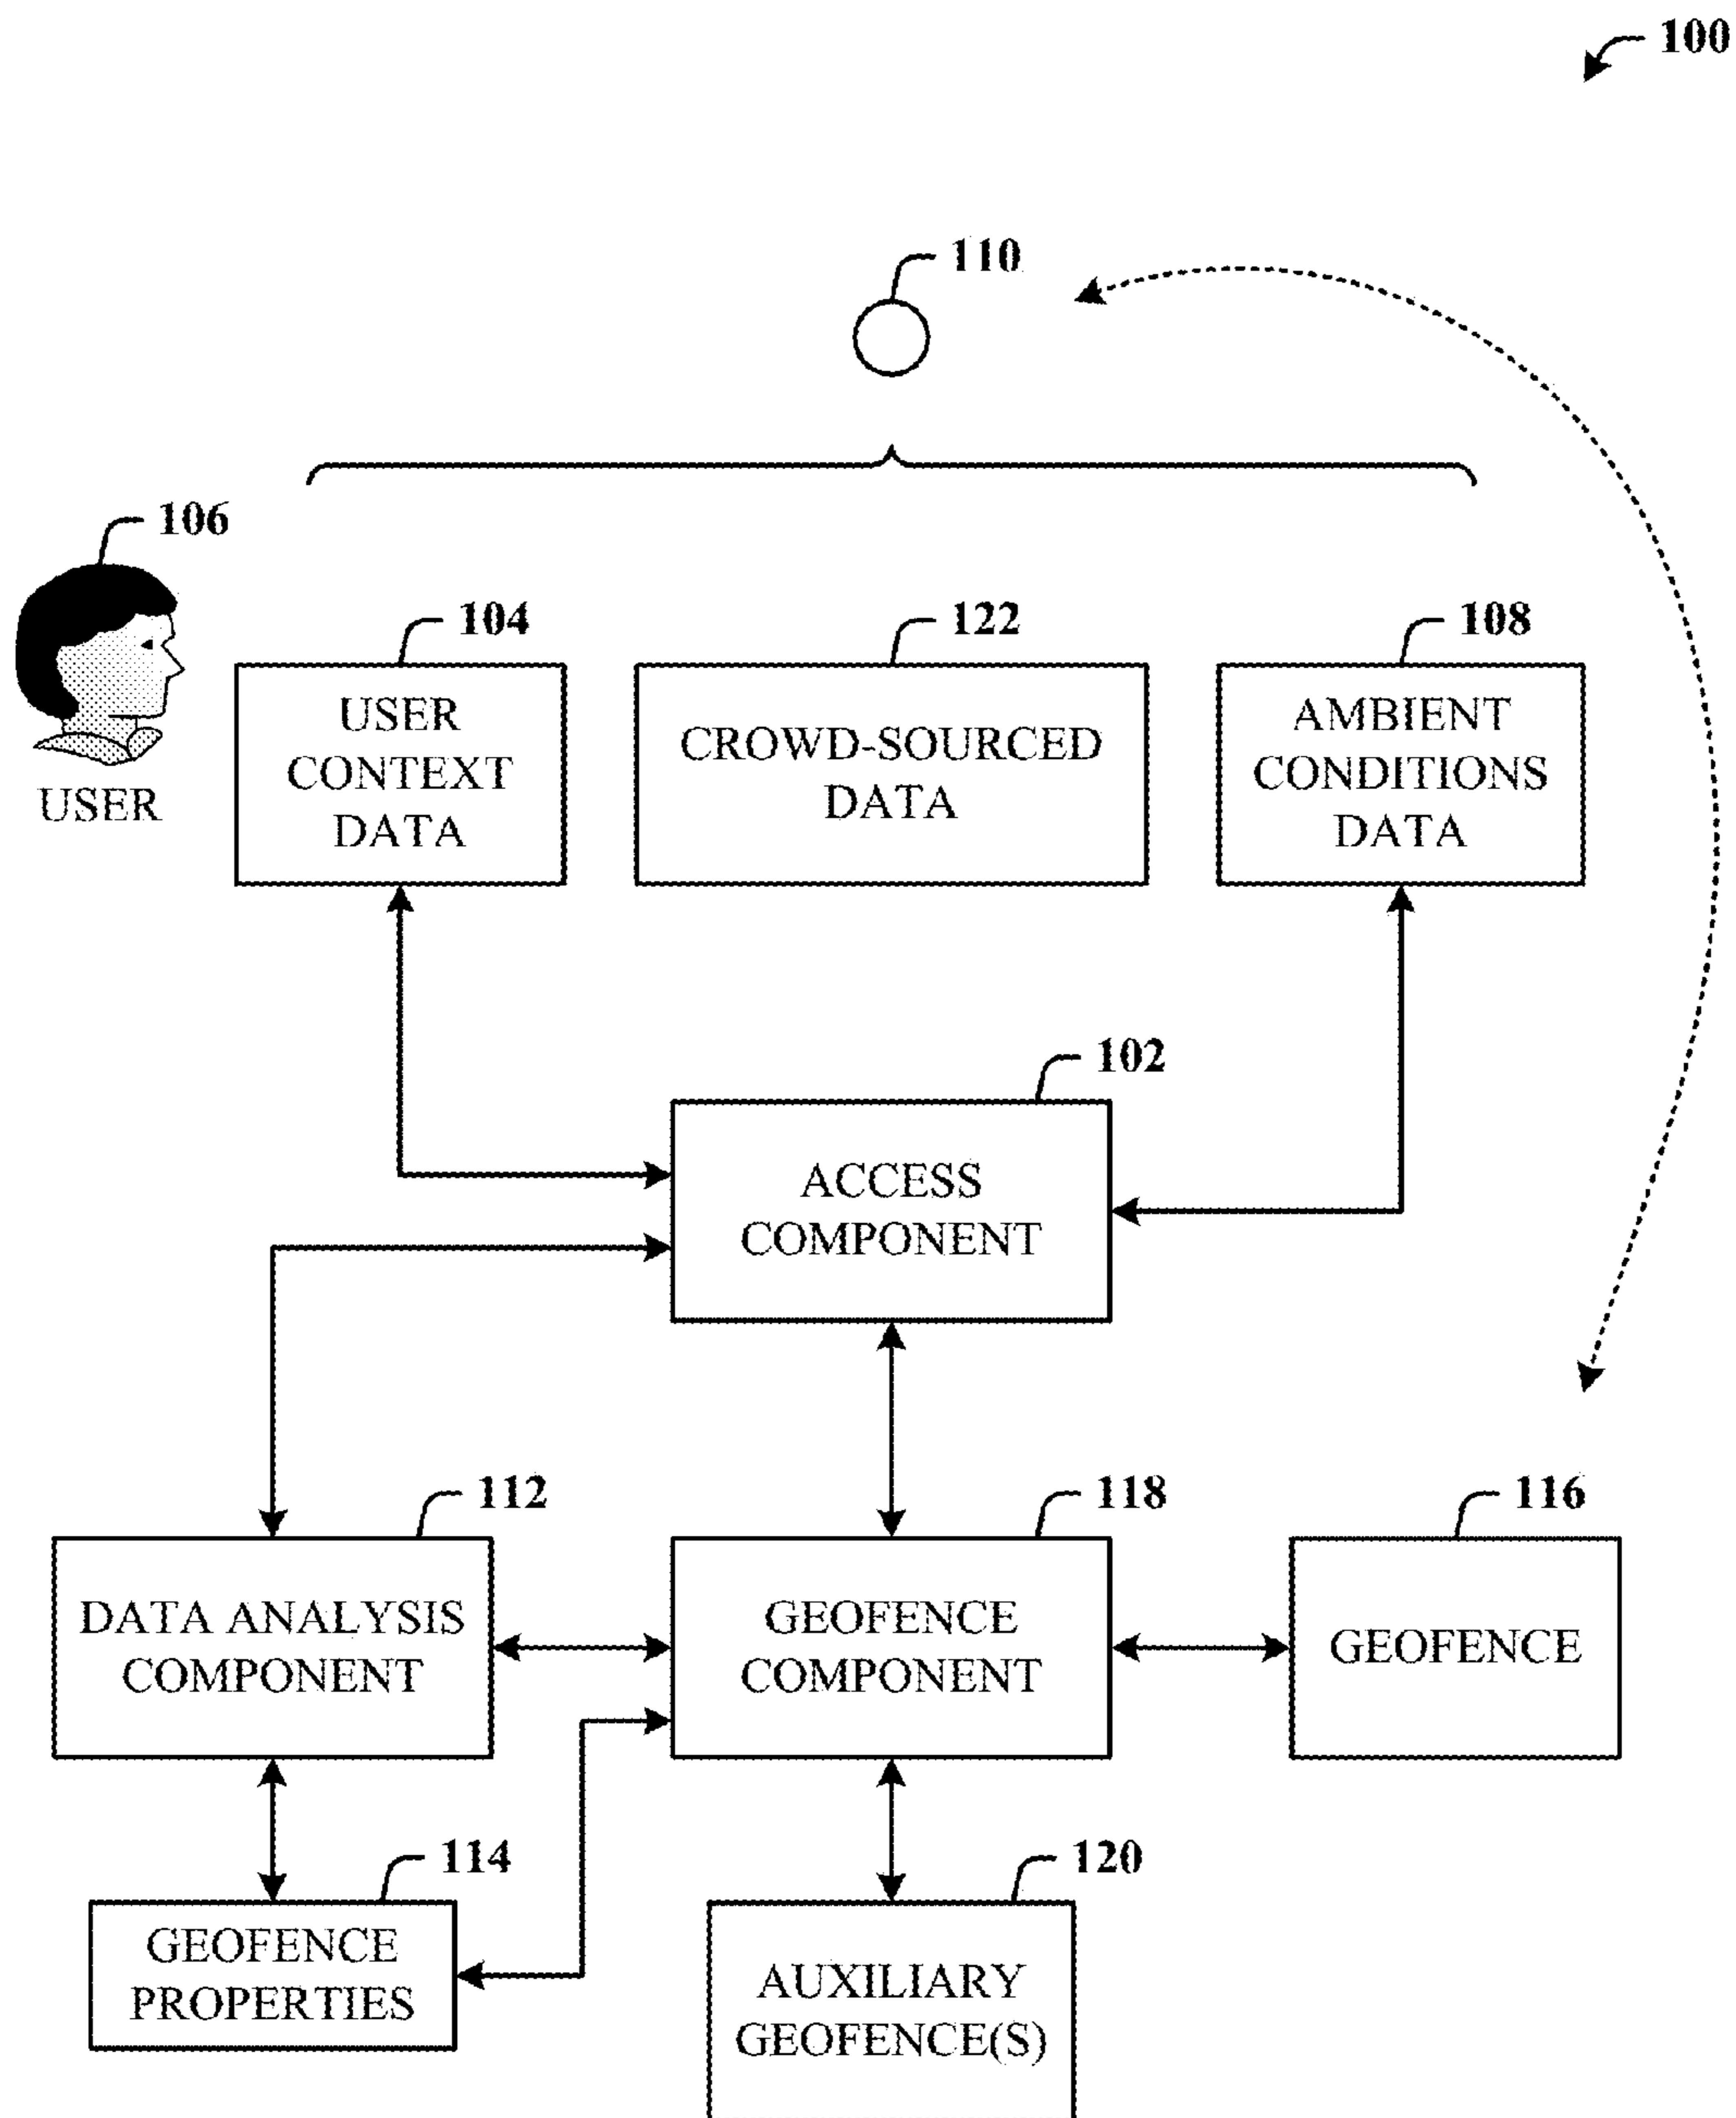 100
110
106
USER
104
USER
CONTEXT
DATA
122
CROWD-SOURCED
DATA
108
AMBIENT
CONDITIONS
DATA
102
ACCESS
COMPONENT
112
DATA ANALYSIS
COMPONENT
118
GEOFENCE
COMPONENT
116
GEOFENCE
114
GEOFENCE
PROPERTIES
120
AUXILIARY
GEOFENCE(S)